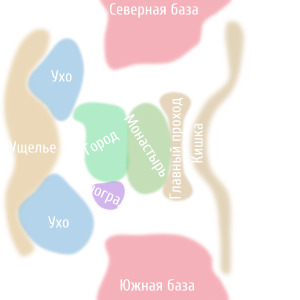 Северная база
Ухо
Город
Монастырь
Главный проход
Кишка
Ущелье
Ухо
Южная база